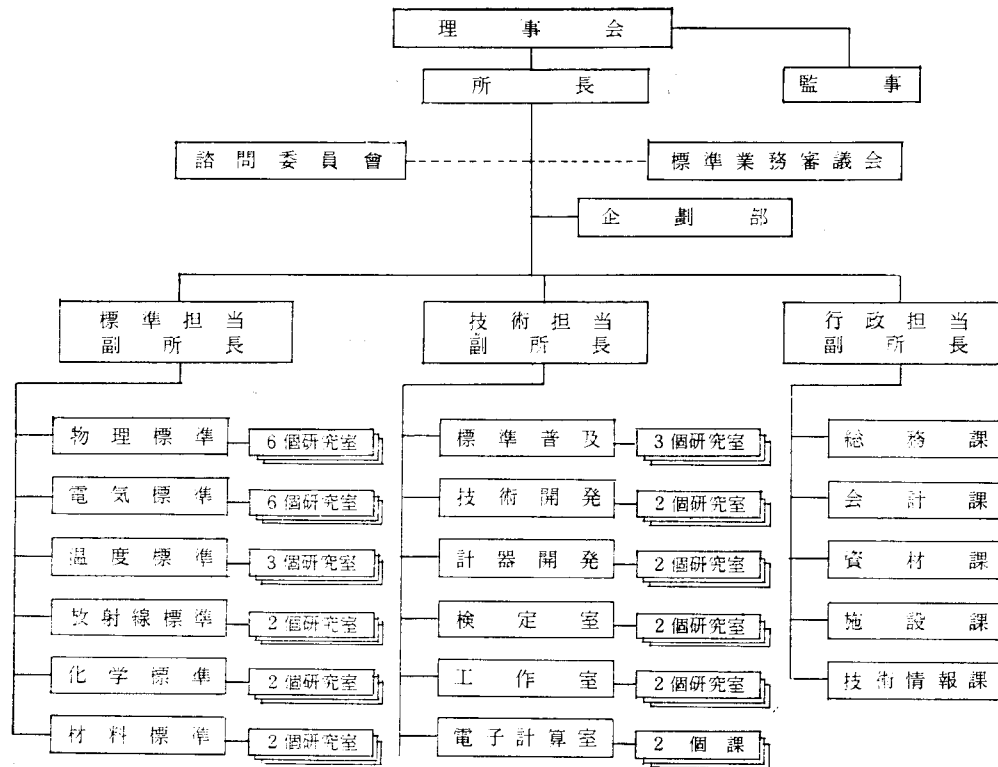 理事会
所長
監事
諮問委員會
標準業務審議会
企劃部
標準担当
副所長
技術担当
副所長
行政担当
副所長
物理標準
6個研究室
電気標準
6個研究室
温度標準
3個研究室
放射線標準
2個研究室
化学標準
2個研究室
材料標準
2個研究室
標準普及
3個研究室
技術開発
2個研究室
計器開発
2個研究室
検定室
2個研究室
工作室
2個研究室
電子計算室
2個課
総務課
会計課
資材課
施設課
技術情報課